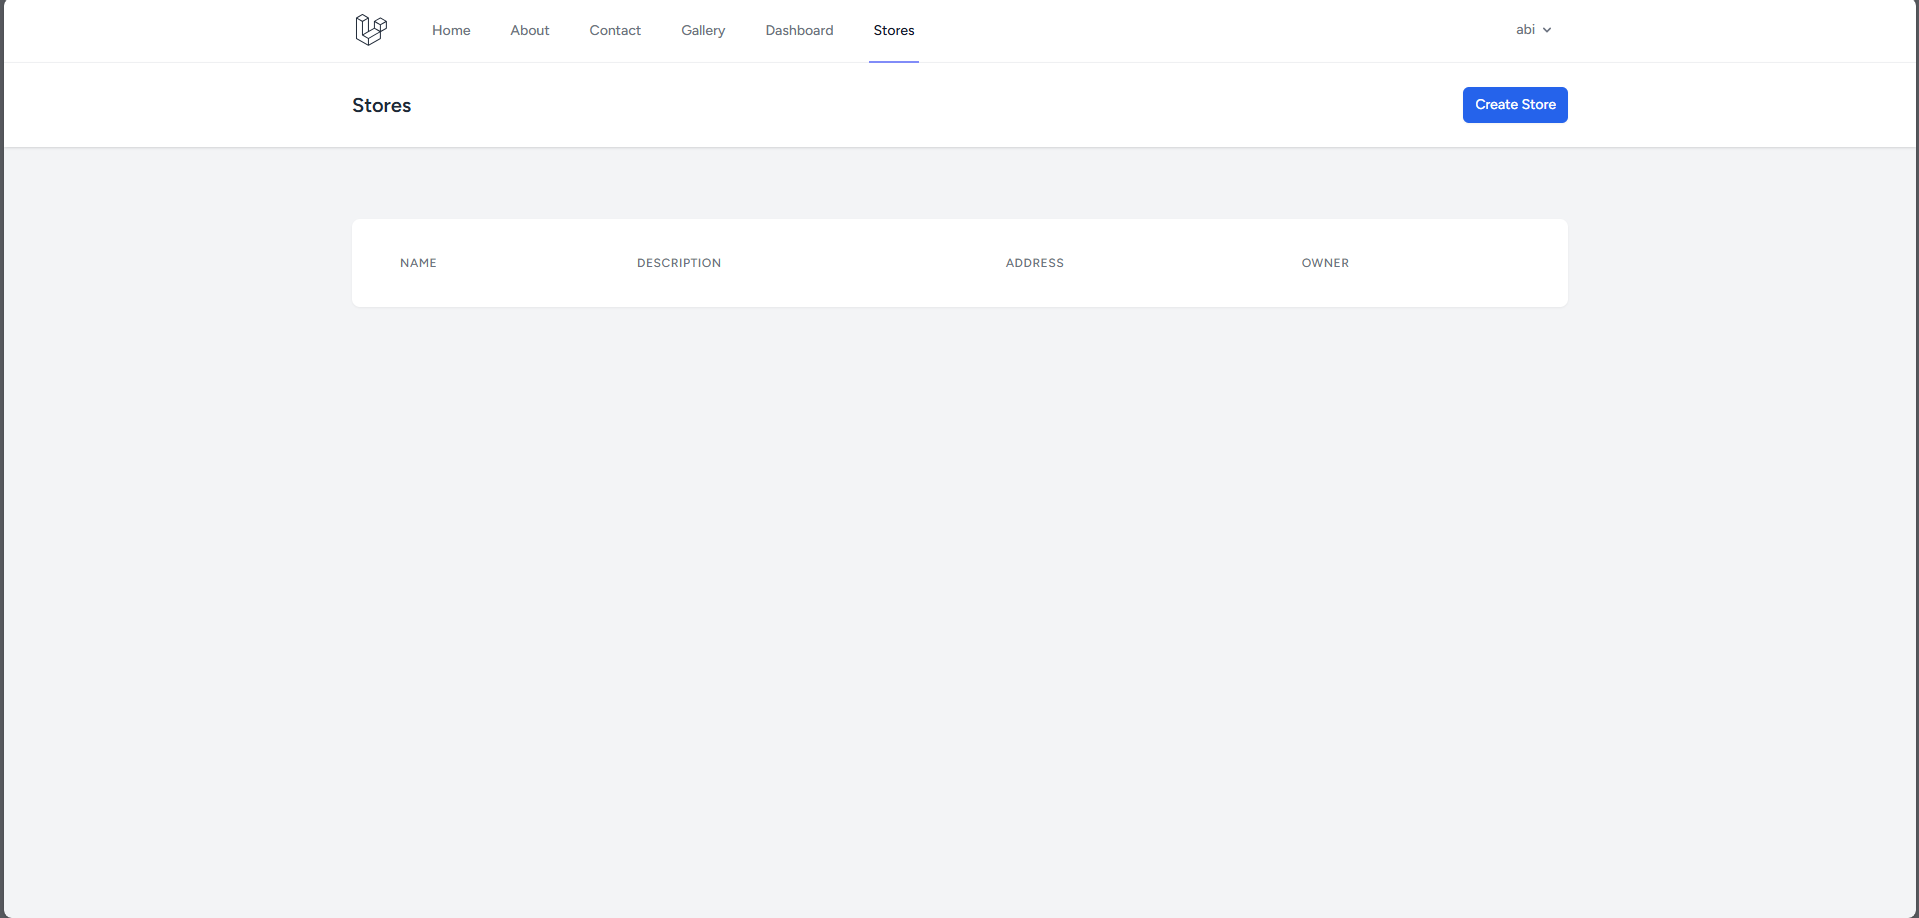 Home About Contact Gallery Dashboard Stores abi
Stores Create Store
NAME DESCRIPTION ADDRESS OWNER